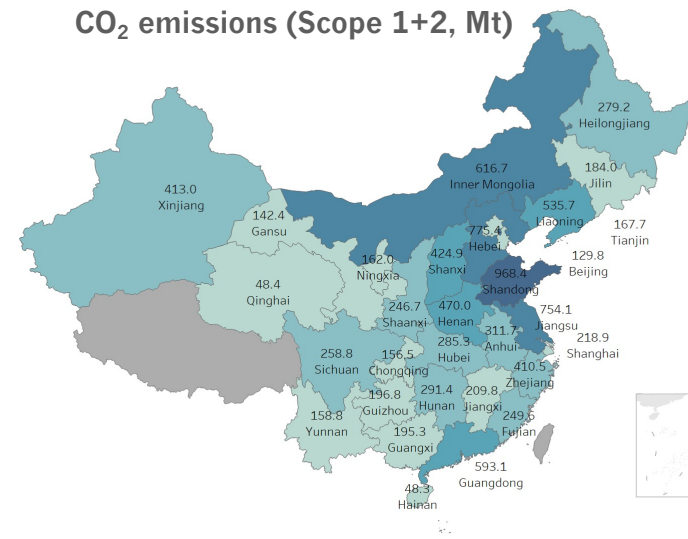 CO₂ emissions (Scope 1+2, Mt)
279.2
Heilongjiang
616.7
Inner Mongolia
184.0
Jilin
413.0
Xinjiang
535.7
Liaoning
142.4
Gansu
167.7
Tianjin
775.4
Hebei
424.9
Shanxi
162.0
Ningxia
129.8
Beijing
968.4
Shandong
48.4
Qinghai
246.7
Shaanxi
470.0
Henan
754.1
Jiangsu
311.7
Anhui
218.9
Shanghai
285.3
Hubei
258.8
Sichuan
156.5
Chongqing
410.5
Zhejiang
196.8
Guizhou
291.4
Hunan
209.8
Jiangxi
158.8
Yunnan
249.6
Fujian
195.3
Guangxi
593.1
Guangdong
48.3
Hainan